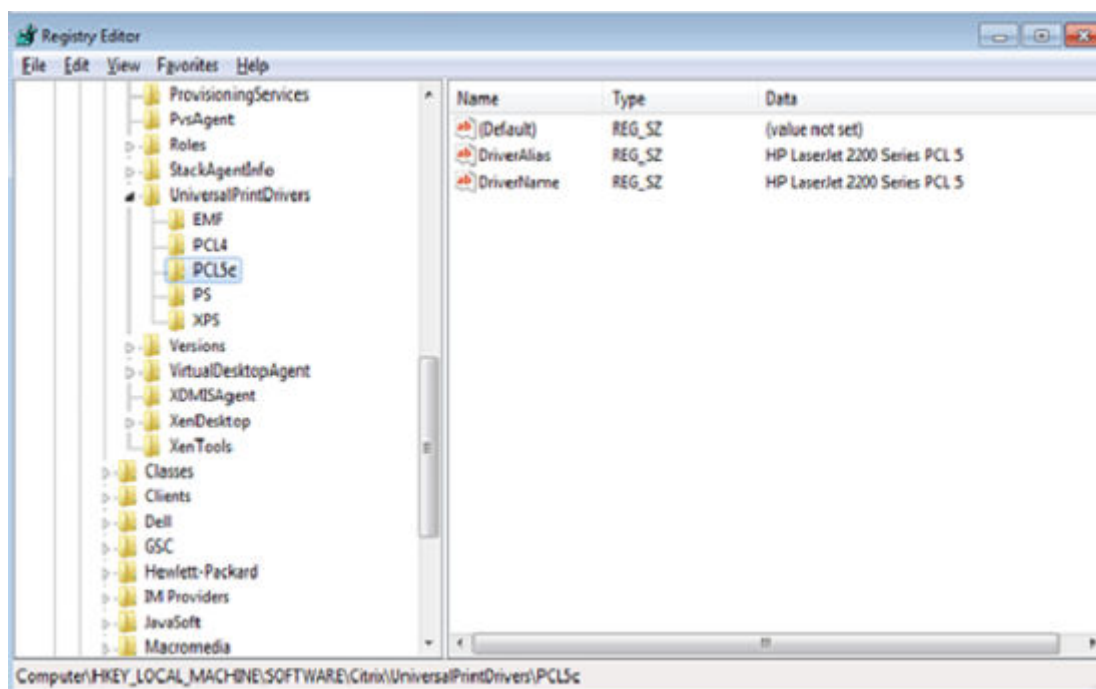 Registry Editor
File Edit View Favorites Help
ProvisioningServices
PvsAgent
Roles
StackAgentInfo
UniversalPrintDrivers
EMF
PCL4
PCL5c
PS
XPS
Versions
VirtualDesktopAgent
XDMISAgent
XenDesktop
XenTools
Classes
Clients
Dell
GSC
Hewlett-Packard
IM Providers
JavaSoft
Macromedia
Name Type Data
ab (Default) REG_SZ (value not set)
ab DriverAlias REG_SZ HP LaserJet 2200 Series PCL 5
ab DriverName REG_SZ HP LaserJet 2200 Series PCL 5
Computer\HKEY_LOCAL_MACHINE\SOFTWARE\Citrix\UniversalPrintDrivers\PCL5c